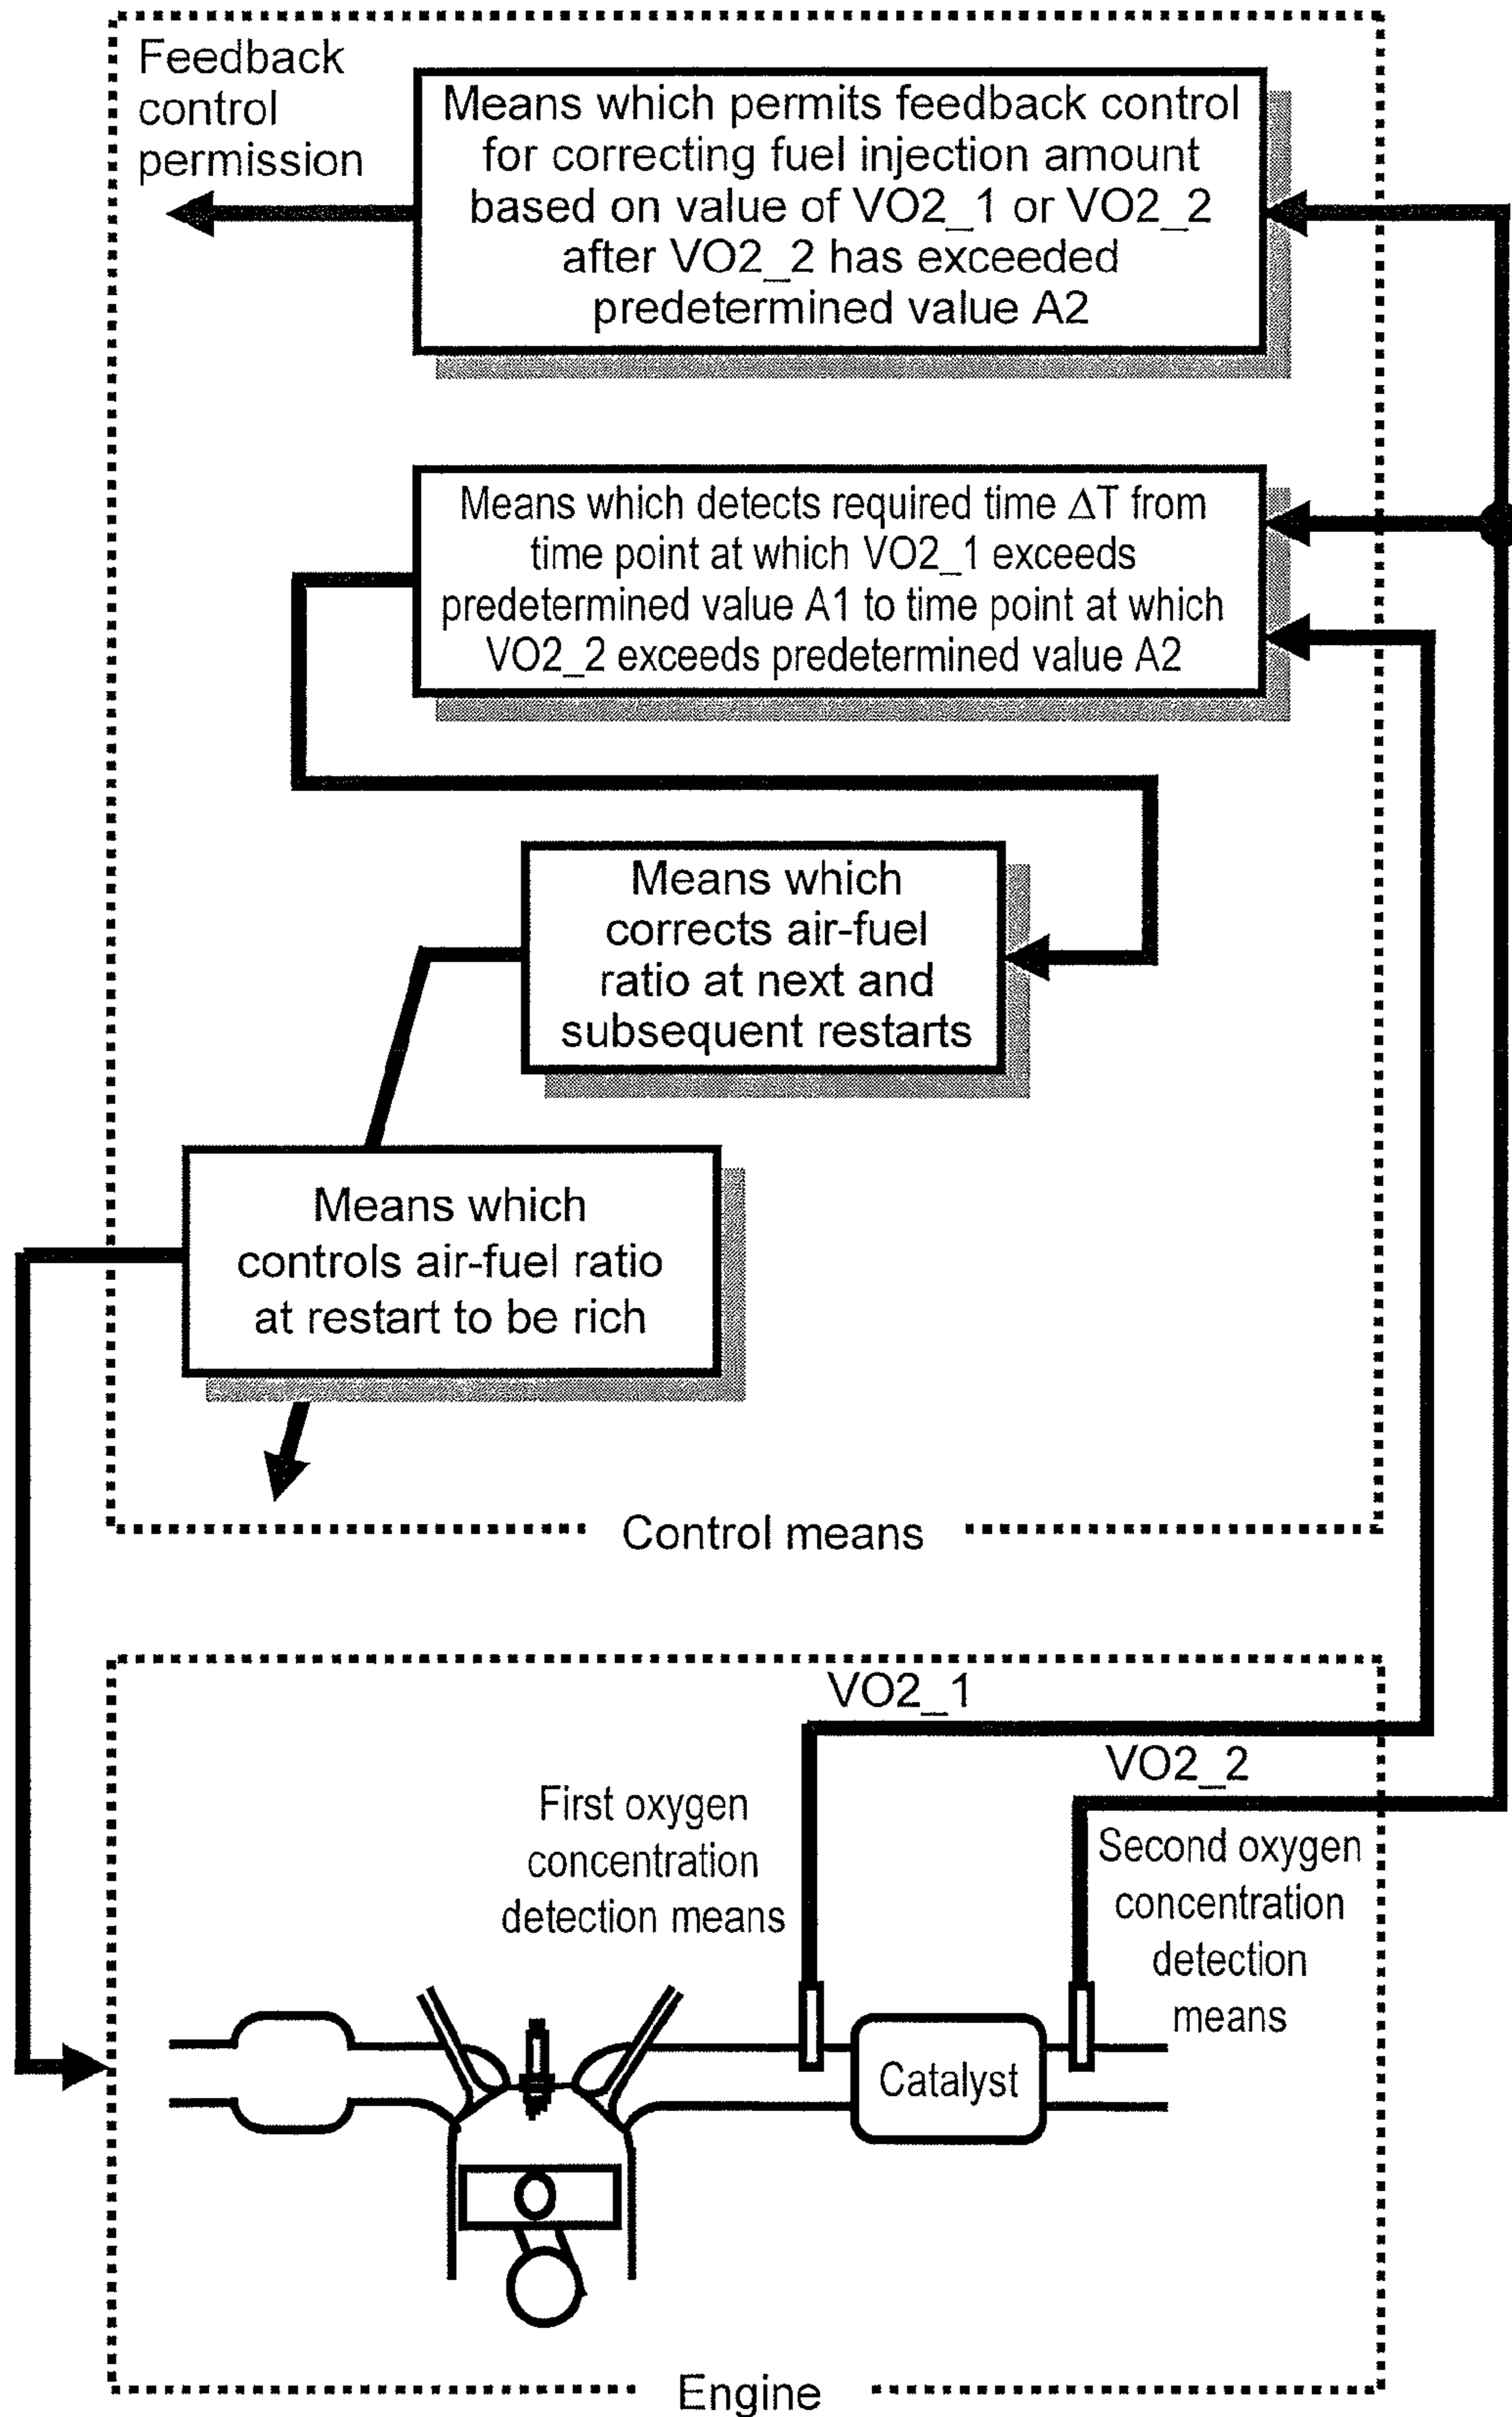 Feedback
control
permission
Means which permits feedback control
for correcting fuel injection amount
based on value of VO2_1 or VO2_2
after VO2_2 has exceeded
predetermined value A2
Means which detects required time ΔT from
time point at which VO2_1 exceeds
predetermined value A1 to time point at which
VO2_2 exceeds predetermined value A2
Means which
corrects air-fuel
ratio at next and
subsequent restarts
Means which
controls air-fuel ratio
at restart to be rich
Control means
VO2_1
VO2_2
First oxygen
concentration
detection means
Second oxygen
concentration
detection
means
Catalyst
Engine